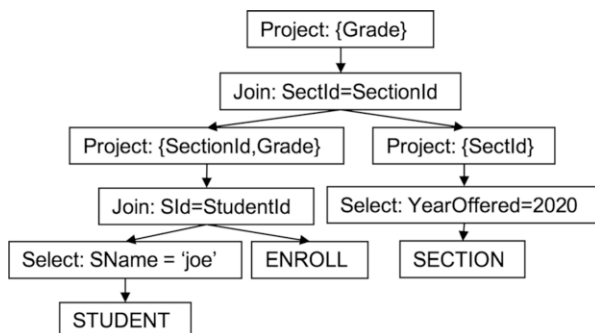 Project: {Grade}
Join: SectId=SectionId
Project: {SectionId,Grade}
Project: {SectId}
Join: SId=StudentId
Select: YearOffered=2020
Select: SName = ‘joe’
ENROLL
SECTION
STUDENT